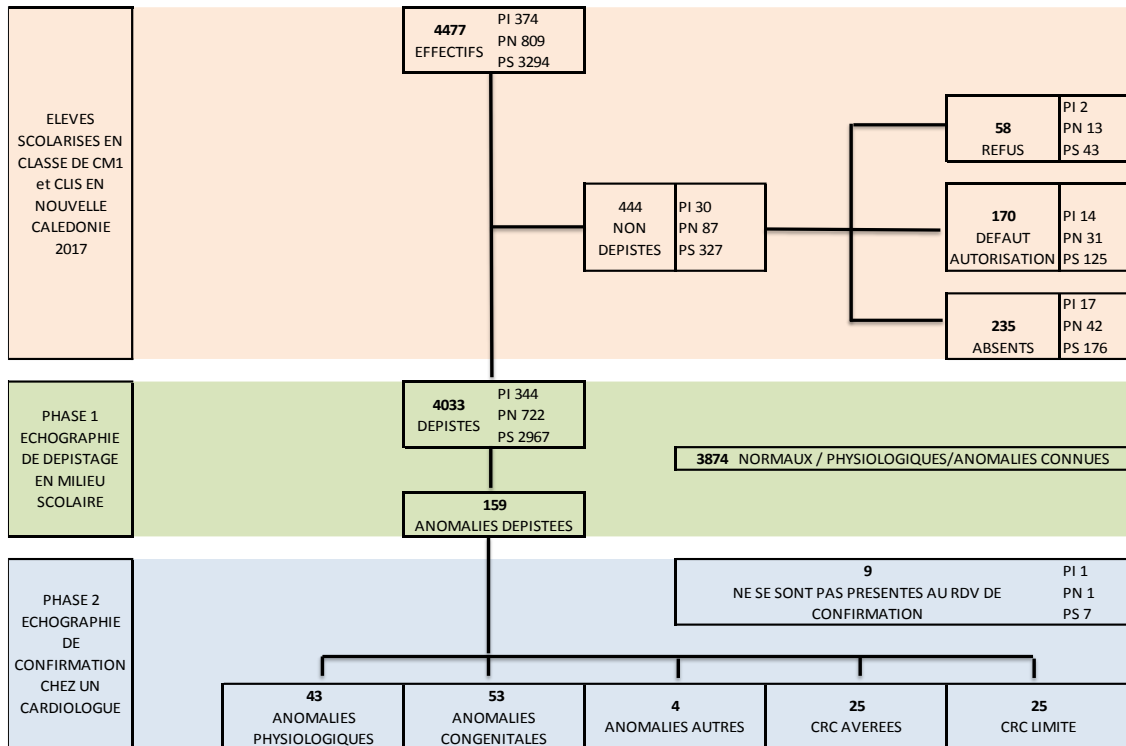 4477
EFFECTIFS
PI 374
PN 809
PS 3294
ELEVES
SCOLARISES EN
CLASSE DE CM1
et CLIS EN
NOUVELLE
CALEDONIE
2017
58
REFUS
PI 2
PN 13
PS 43
444
NON
DEPISTES
PI 30
PN 87
PS 327
170
DEFAUT
AUTORISATION
PI 14
PN 31
PS 125
235
ABSENTS
PI 17
PN 42
PS 176
PHASE 1
ECHOGRAPHIE
DE DEPISTAGE
EN MILIEU
SCOLAIRE
4033
DEPISTES
PI 344
PN 722
PS 2967
3874 NORMAUX / PHYSIOLOGIQUES/ANOMALIES CONNUES
159
ANOMALIES DEPISTEES
PHASE 2
ECHOGRAPHIE
DE
CONFIRMATION
CHEZ UN
CARDIOLOGUE
9
NE SE SONT PAS PRESENTES AU RDV DE
CONFIRMATION
PI 1
PN 1
PS 7
43
ANOMALIES
PHYSIOLOGIQUES
53
ANOMALIES
CONGENITALES
4
ANOMALIES AUTRES
25
CRC AVEREES
25
CRC LIMITE